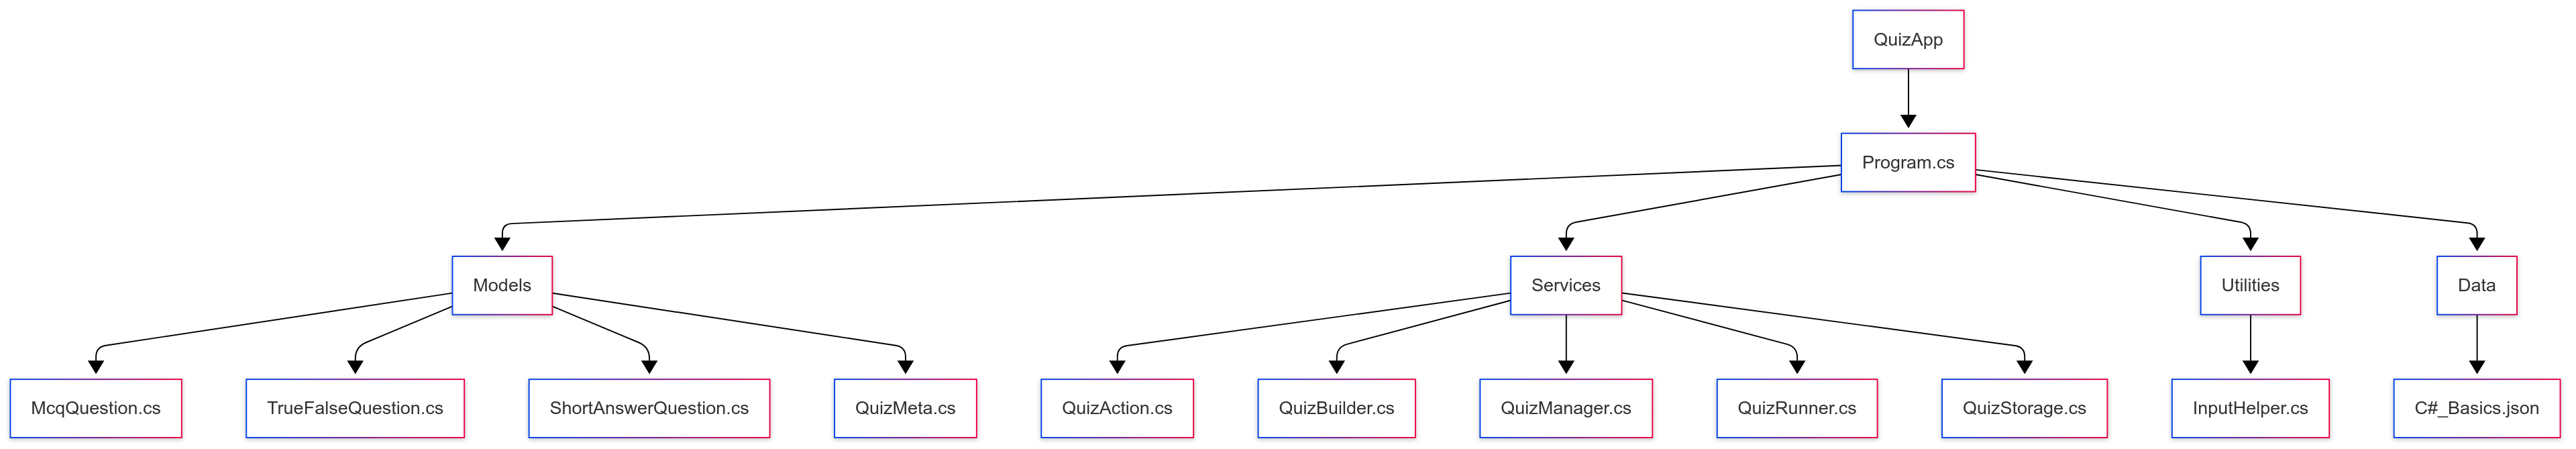 QuizApp
Program.cs
Models
Services
Utilities
Data
McqQuestion.cs
TrueFalseQuestion.cs
ShortAnswerQuestion.cs
QuizMeta.cs
QuizAction.cs
QuizBuilder.cs
QuizManager.cs
QuizRunner.cs
QuizStorage.cs
InputHelper.cs
C#_Basics.json